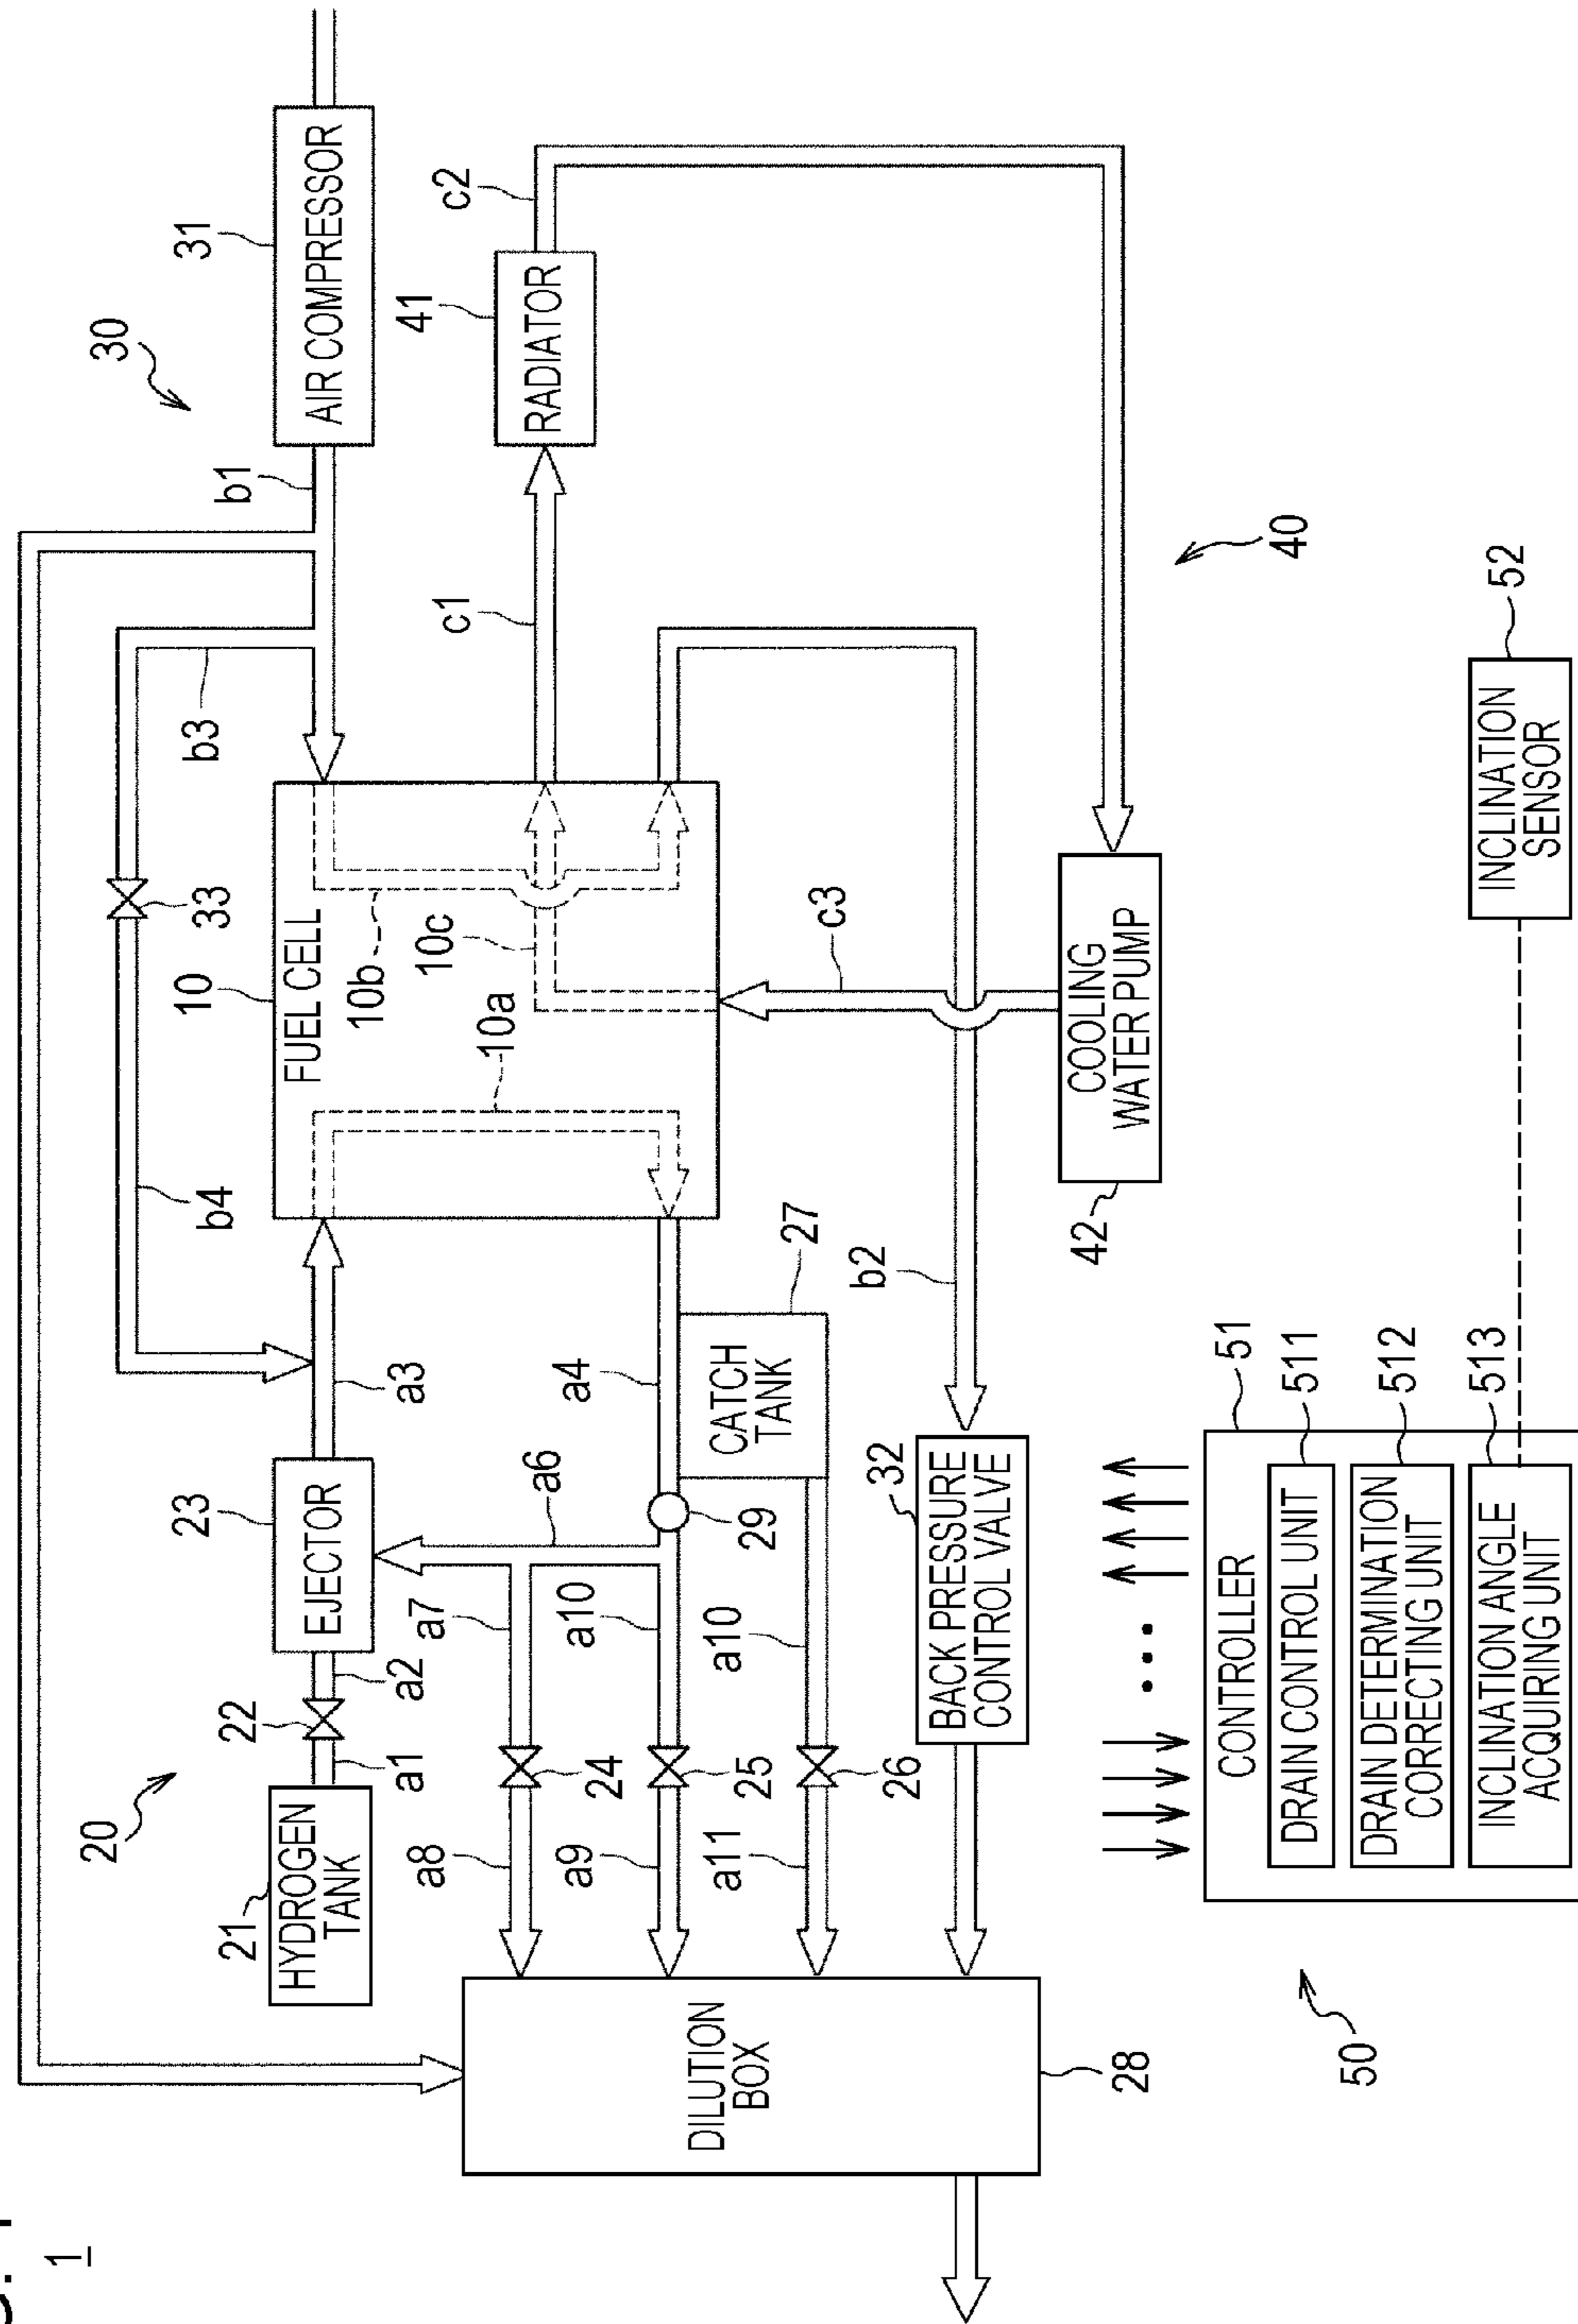 1
20
21
HYDROGEN
TANK
a1
22
a2
23
EJECTOR
a3
b4
33
b3
b1
30
31
AIR COMPRESSOR
10
FUEL CELL
10a
10b
10c
c1
41
RADIATOR
c2
a6
a7
24
a8
a4
29
a10
25
a9
27
CATCH
TANK
a10
26
a11
b2
32
BACK PRESSURE
CONTROL VALVE
c3
42
COOLING
WATER PUMP
40
DILUTION
BOX
28
50
51
CONTROLLER
511
DRAIN CONTROL UNIT
512
DRAIN DETERMINATION
CORRECTING UNIT
513
INCLINATION ANGLE
ACQUIRING UNIT
52
INCLINATION
SENSOR